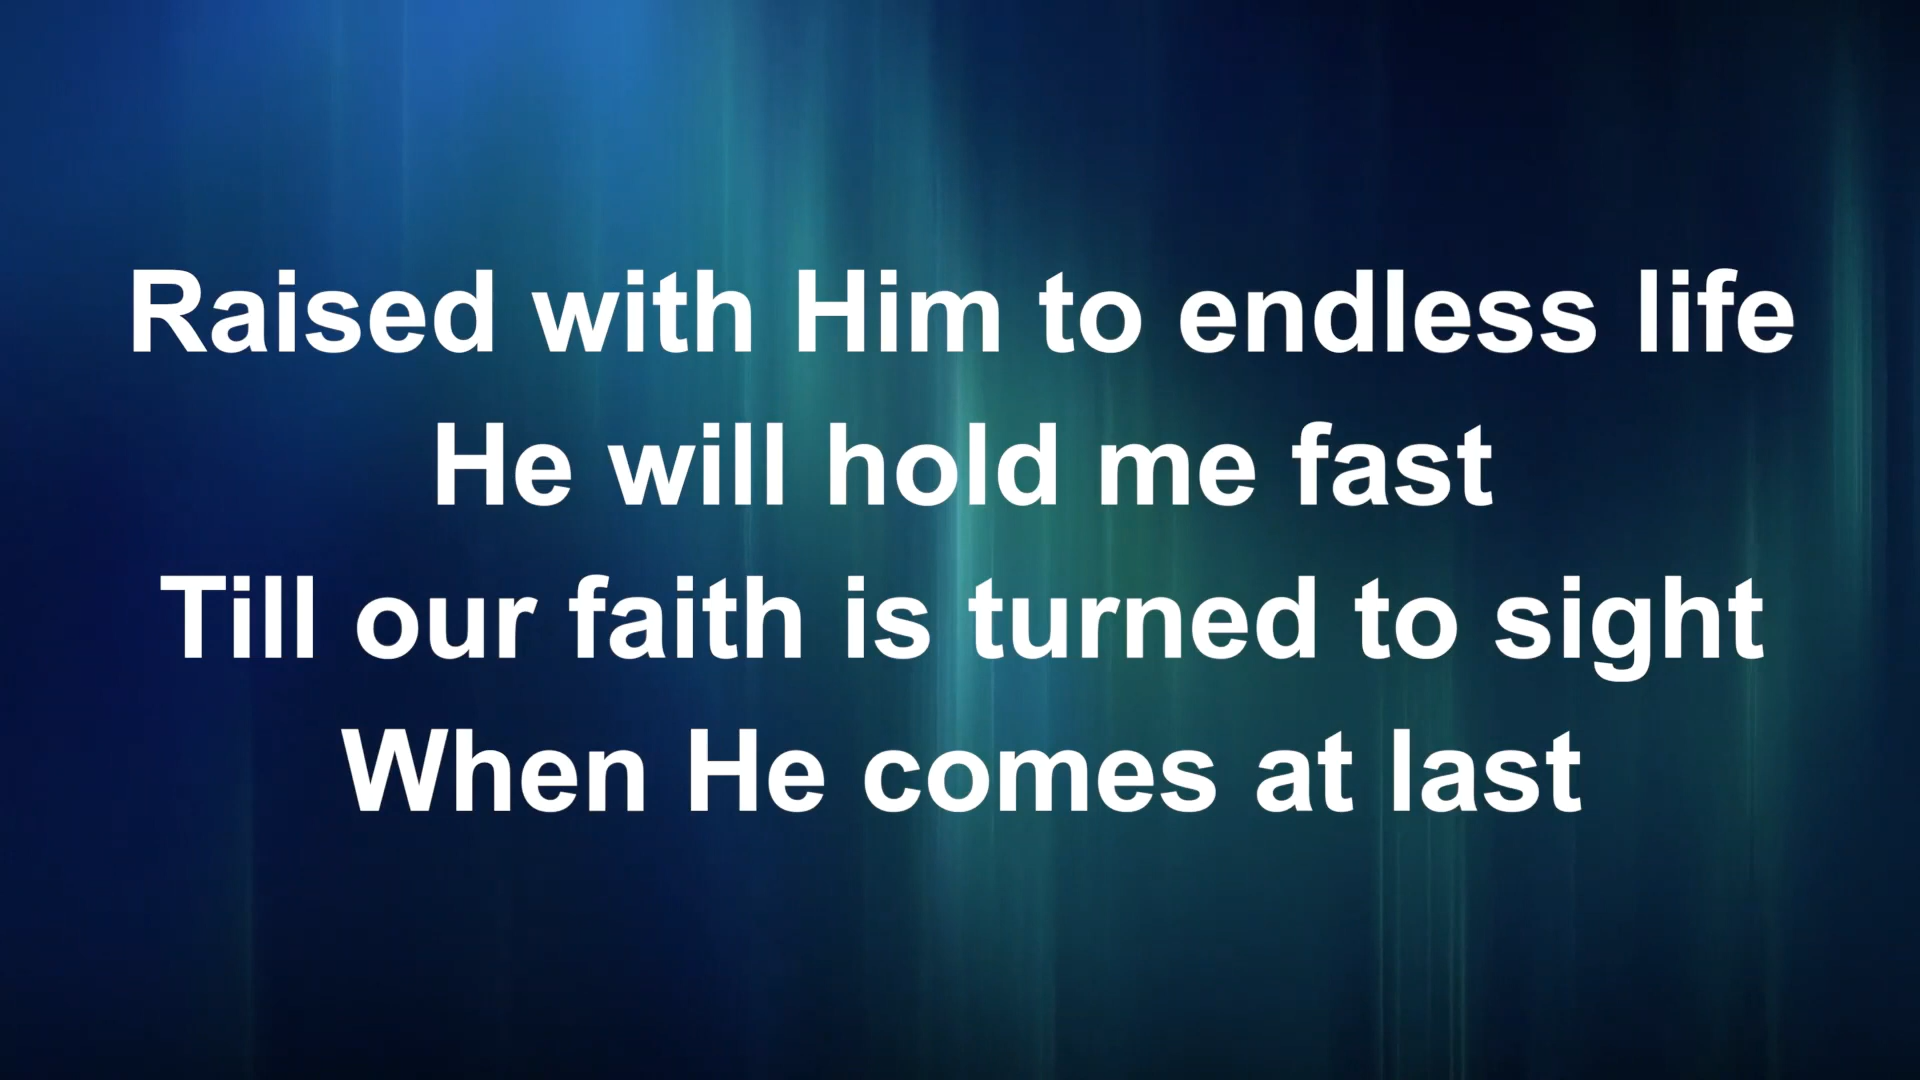 Raised with Him to endless life
He will hold me fast
Till our faith is turned to sight
When He comes at last